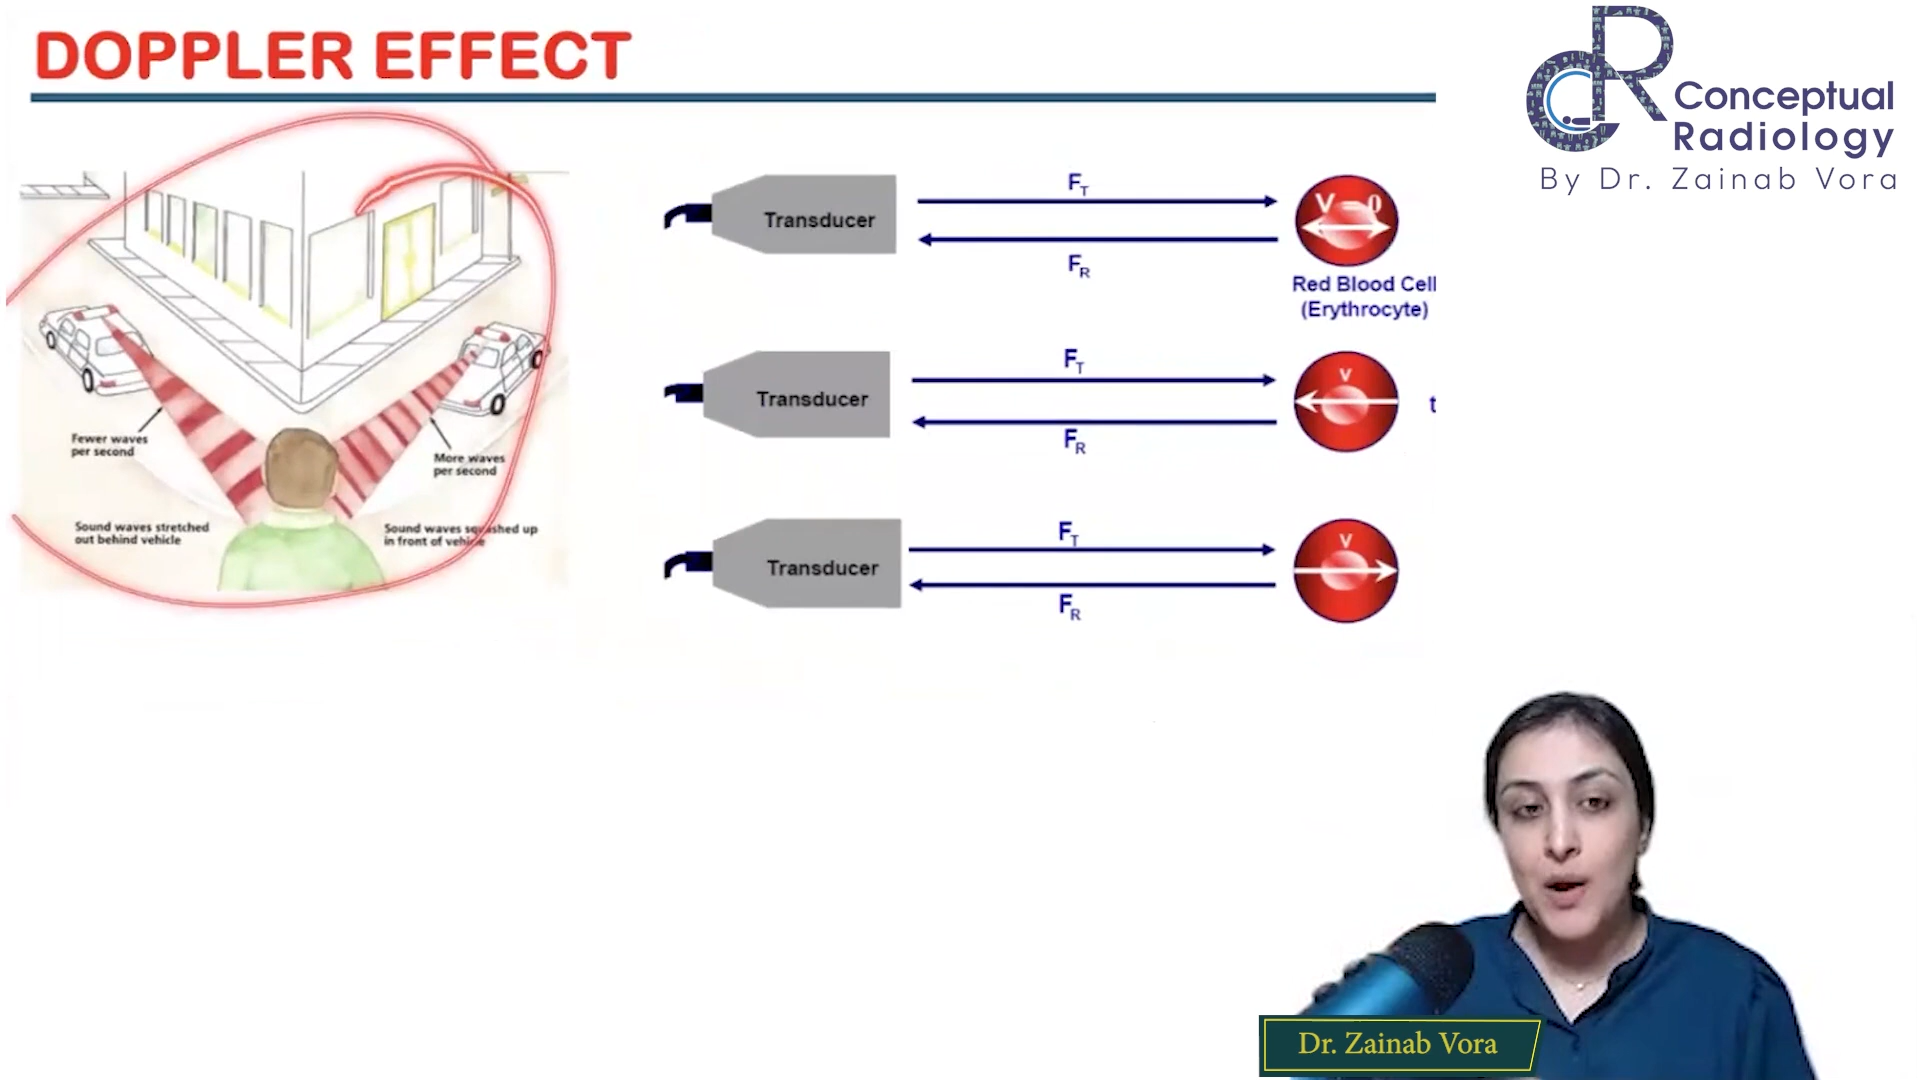 DOPPLER EFFECT
Conceptual
Radiology
By Dr. Zainab Vora
Fewer waves
per second
More waves
per second
Sound waves stretched
out behind vehicle
Sound waves squashed up
in front of vehicle
Transducer
FT
FR
V = 0
Red Blood Cell
(Erythrocyte)
Transducer
FT
FR
V
t
Transducer
FT
FR
V
Dr. Zainab Vora